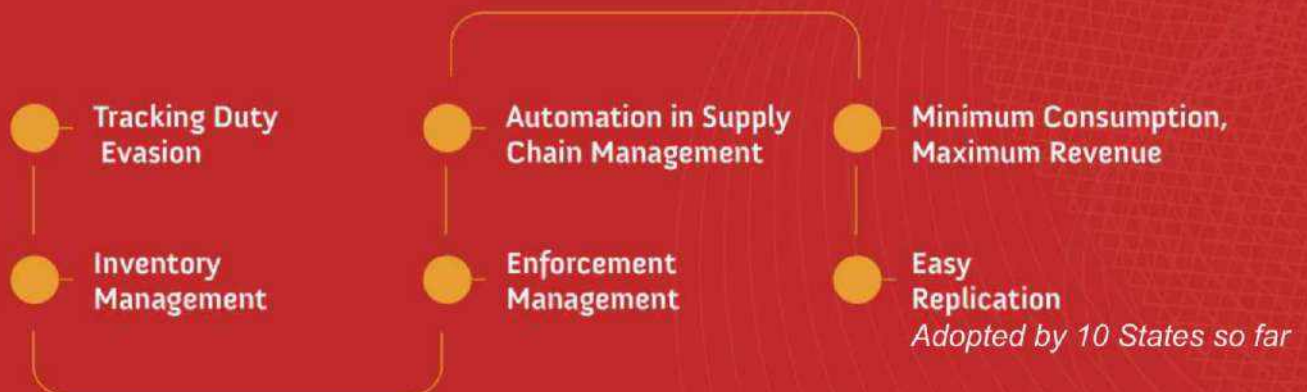 Tracking Duty
Evasion
Inventory
Management
Automation in Supply
Chain Management
Enforcement
Management
Minimum Consumption,
Maximum Revenue
Easy
Replication
Adopted by 10 States so far